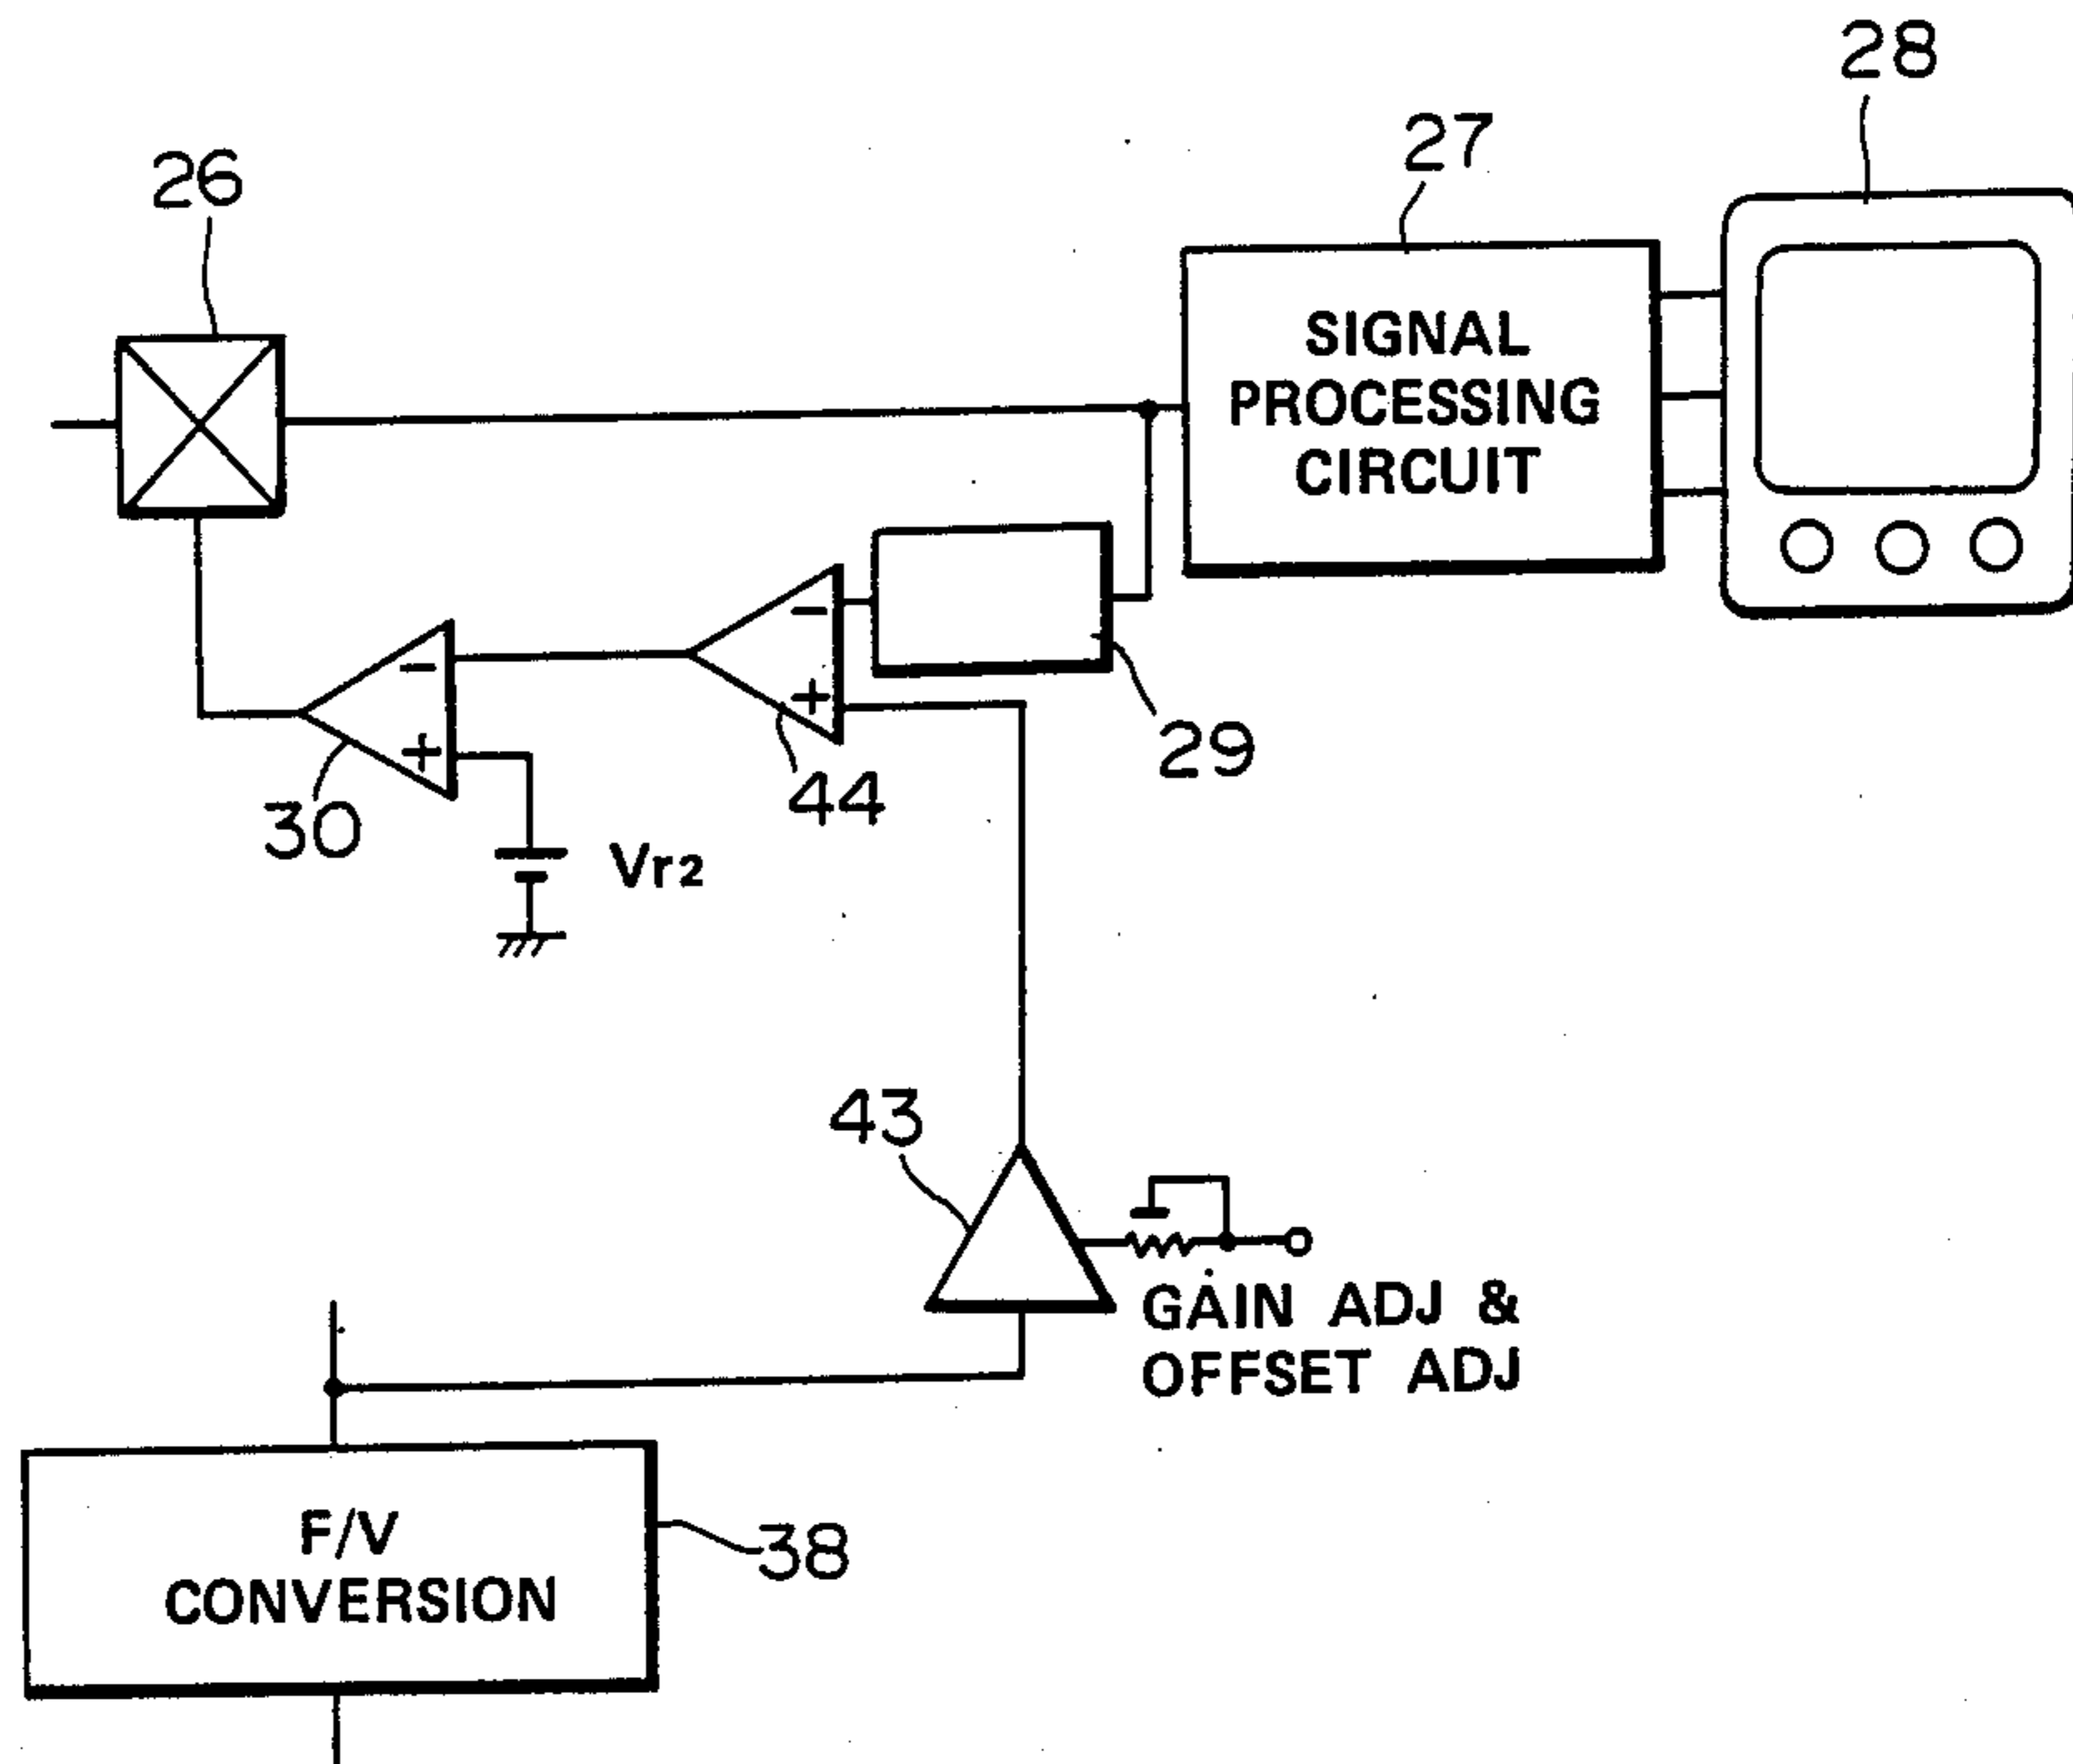 28
27
26
SIGNAL
PROCESSING
CIRCUIT
−
−
+
29
+
44
30
Vr2
43
GAIN ADJ &
OFFSET ADJ
F/V
CONVERSION
38